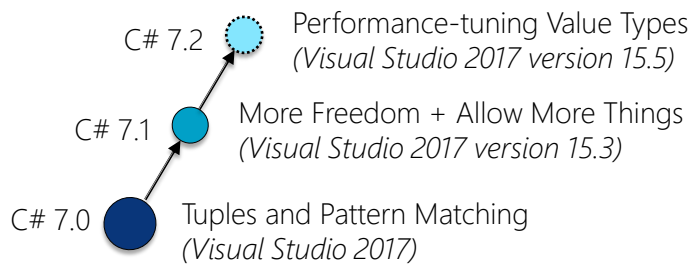 C# 7.2
Performance-tuning Value Types
(Visual Studio 2017 version 15.5)
C# 7.1
More Freedom + Allow More Things
(Visual Studio 2017 version 15.3)
C# 7.0
Tuples and Pattern Matching
(Visual Studio 2017)